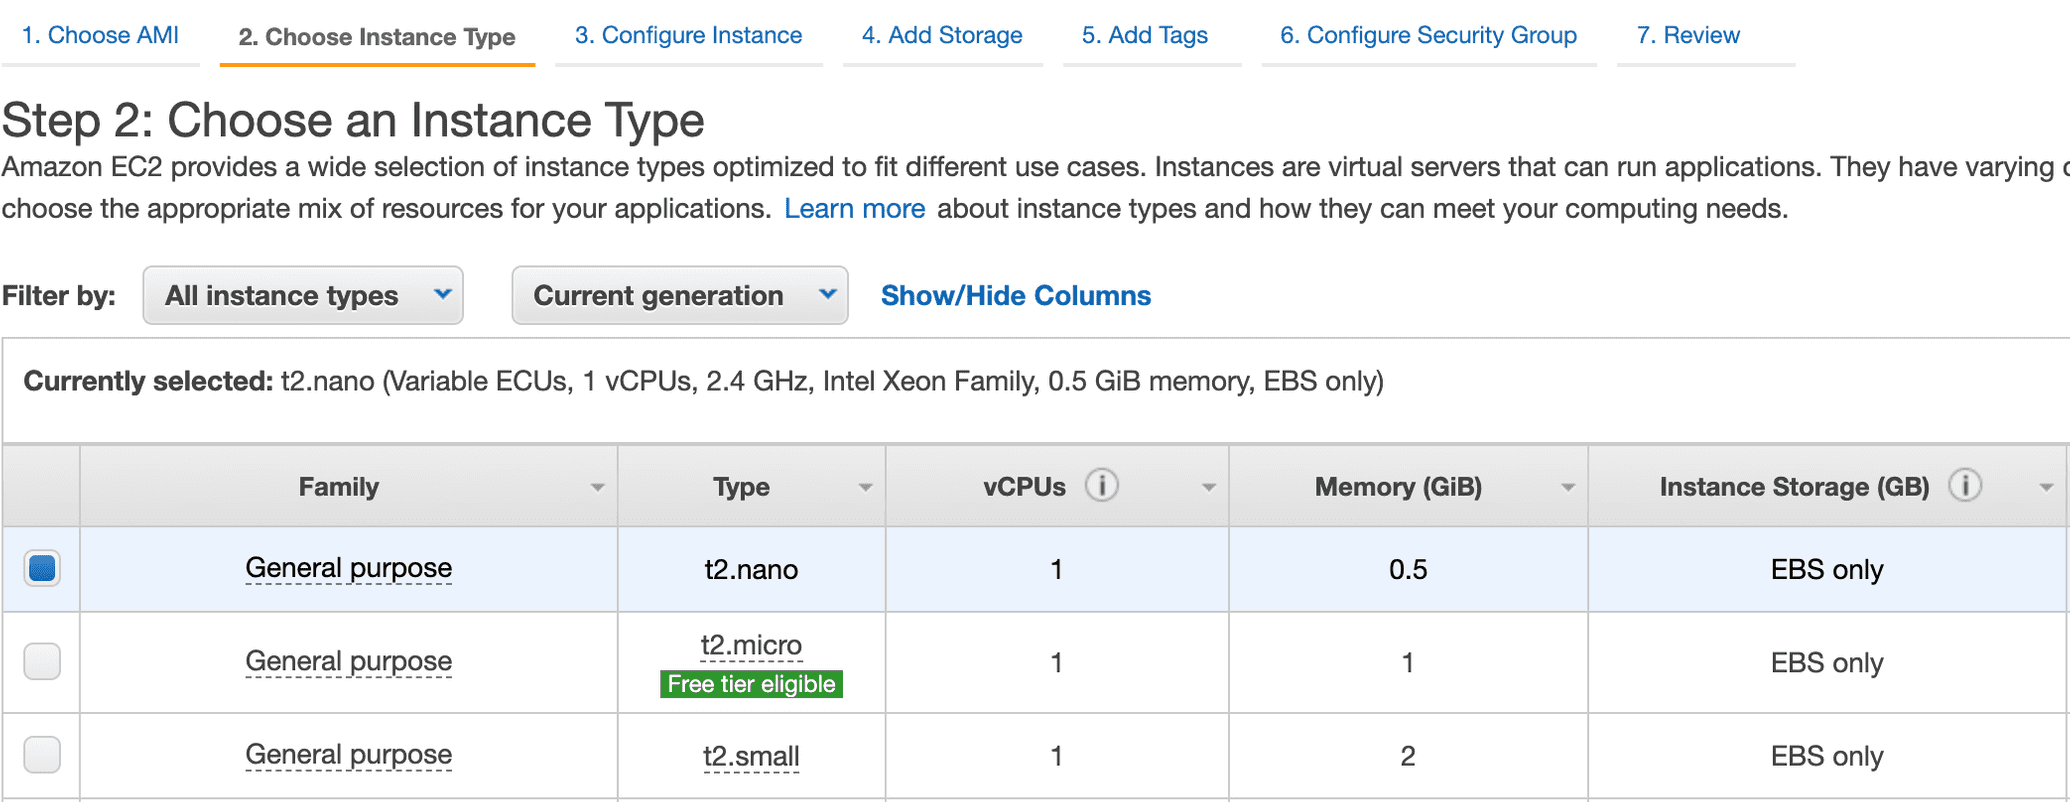 1. Choose AMI 2. Choose Instance Type 3. Configure Instance 4. Add Storage 5. Add Tags 6. Configure Security Group 7. Review
Step 2: Choose an Instance Type
Amazon EC2 provides a wide selection of instance types optimized to fit different use cases. Instances are virtual servers that can run applications. They have varying
choose the appropriate mix of resources for your applications. Learn more about instance types and how they can meet your computing needs.
Filter by: All instance types Current generation Show/Hide Columns
Currently selected: t2.nano (Variable ECUs, 1 vCPUs, 2.4 GHz, Intel Xeon Family, 0.5 GiB memory, EBS only)
Family Type vCPUs i Memory (GiB) Instance Storage (GB) i
General purpose t2.nano 1 0.5 EBS only
General purpose t2.micro 1 1 EBS only
Free tier eligible
General purpose t2.small 1 2 EBS only